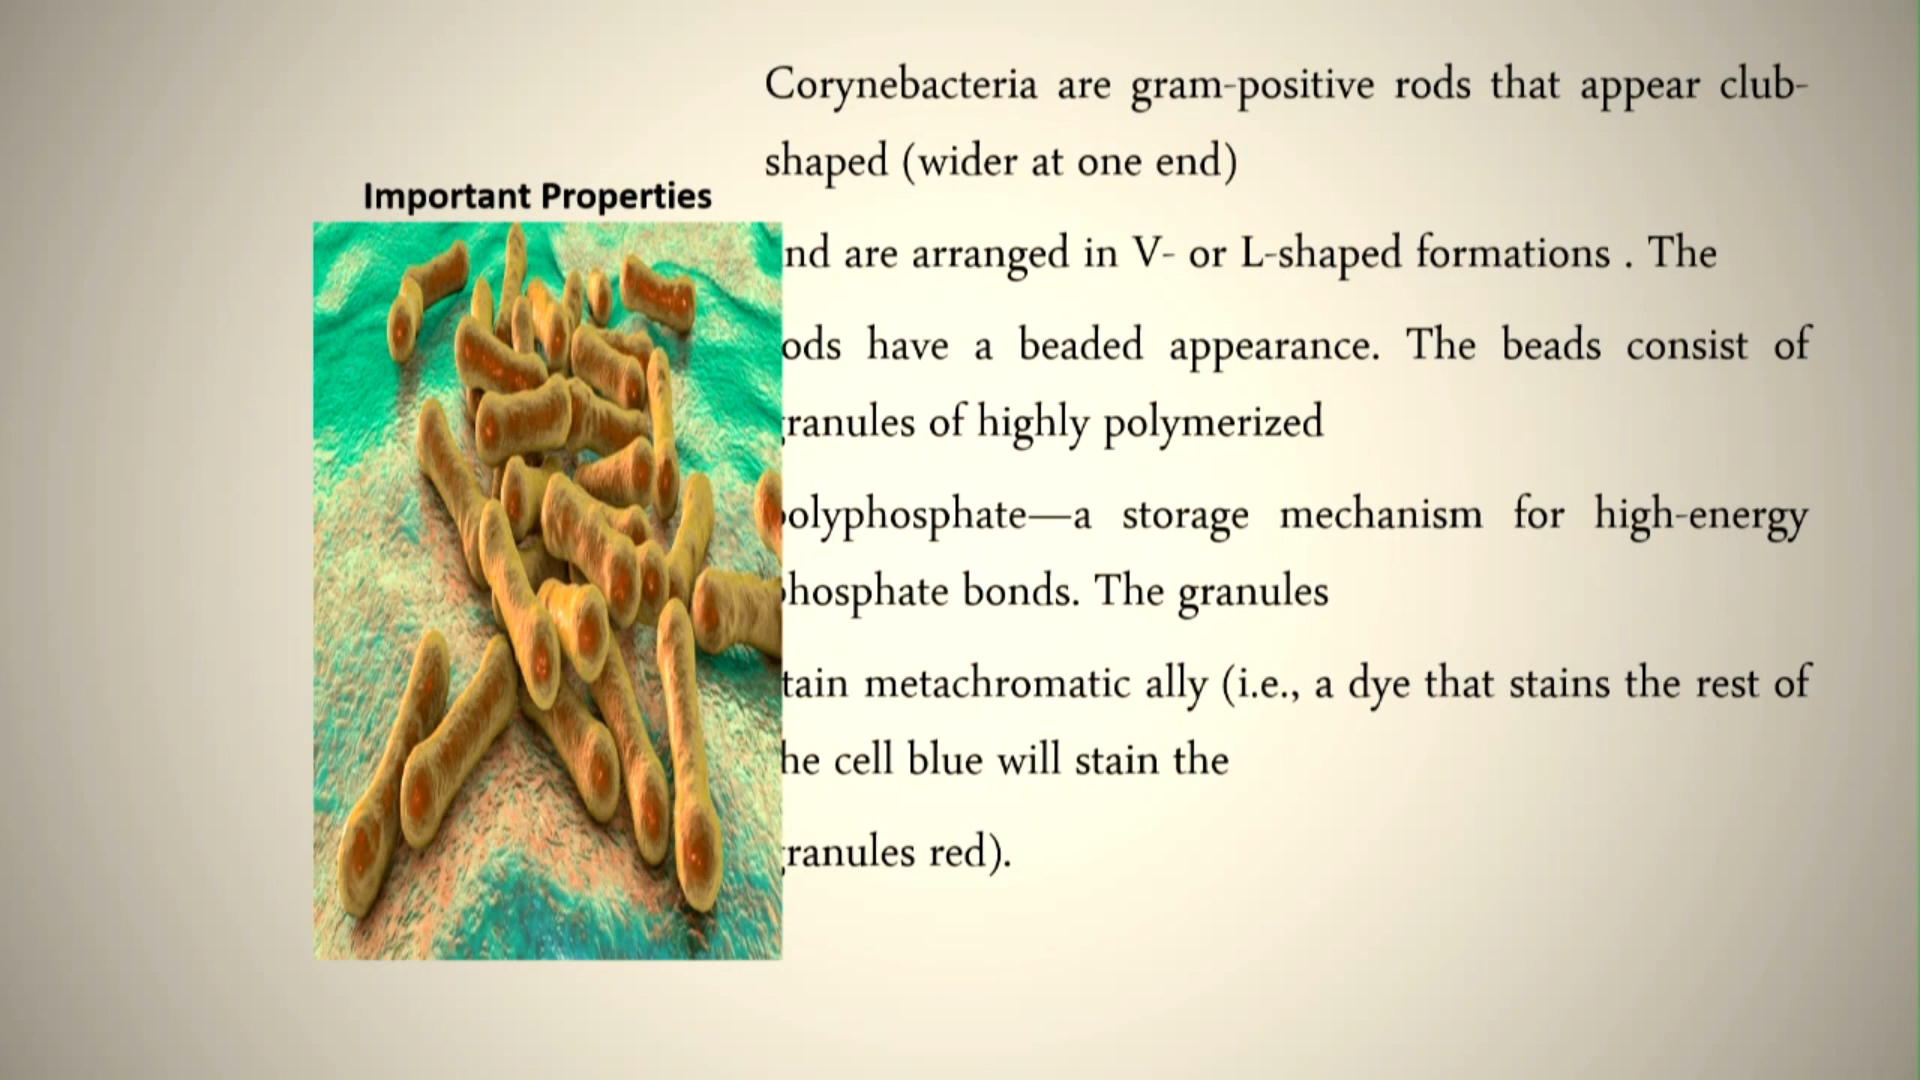 Important Properties
Corynebacteria are gram-positive rods that appear club-
shaped (wider at one end)
nd are arranged in V- or L-shaped formations . The
ods have a beaded appearance. The beads consist of
ranules of highly polymerized
olyphosphate—a storage mechanism for high-energy
hosphate bonds. The granules
tain metachromatic ally (i.e., a dye that stains the rest of
he cell blue will stain the
ranules red).